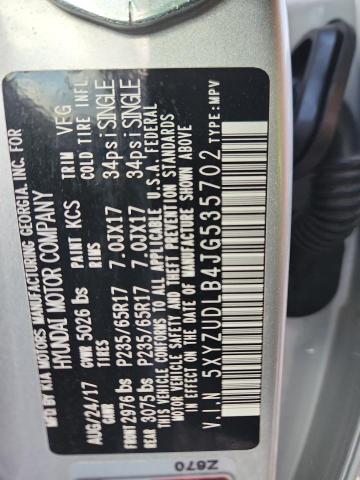 MFD BY KIA MOTORS MANUFACTURING GEORGIA, INC. FOR
HYUNDAI MOTOR COMPANY
AUG/24/17 GVWR 5026 lbs PAINT KCS TRIM VFG
GAWR RIMS COLD TIRE INFL
FRONT 2976 lbs P235/65R17 7.0JX17 34psi SINGLE
REAR 3075 lbs P235/65R17 7.0JX17 34psi SINGLE
THIS VEHICLE CONFORMS TO ALL APPLICABLE U.S.A. FEDERAL
MOTOR VEHICLE SAFETY AND THEFT PREVENTION STANDARDS
IN EFFECT ON THE DATE OF MANUFACTURE SHOWN ABOVE.
V.I.N 5XYZUDLB4JG535702 TYPE:MPV
Z670